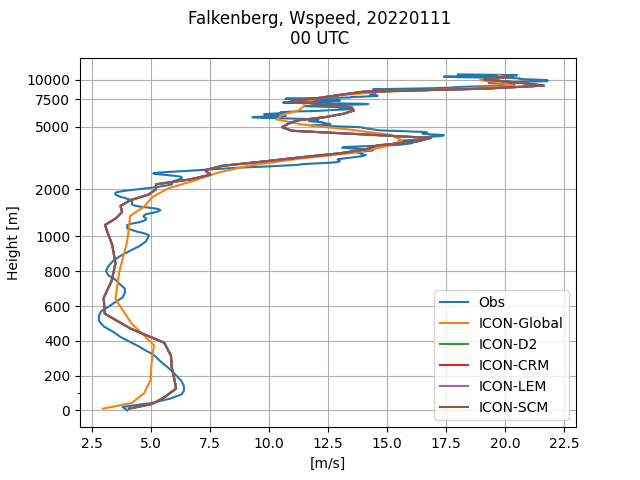 Falkenberg, Wspeed, 20220111
00 UTC
10000
7500
5000
2000
1000
800
600
400
200
0
Height [m]
Obs
ICON-Global
ICON-D2
ICON-CRM
ICON-LEM
ICON-SCM
2.5 5.0 7.5 10.0 12.5 15.0 17.5 20.0 22.5
[m/s]